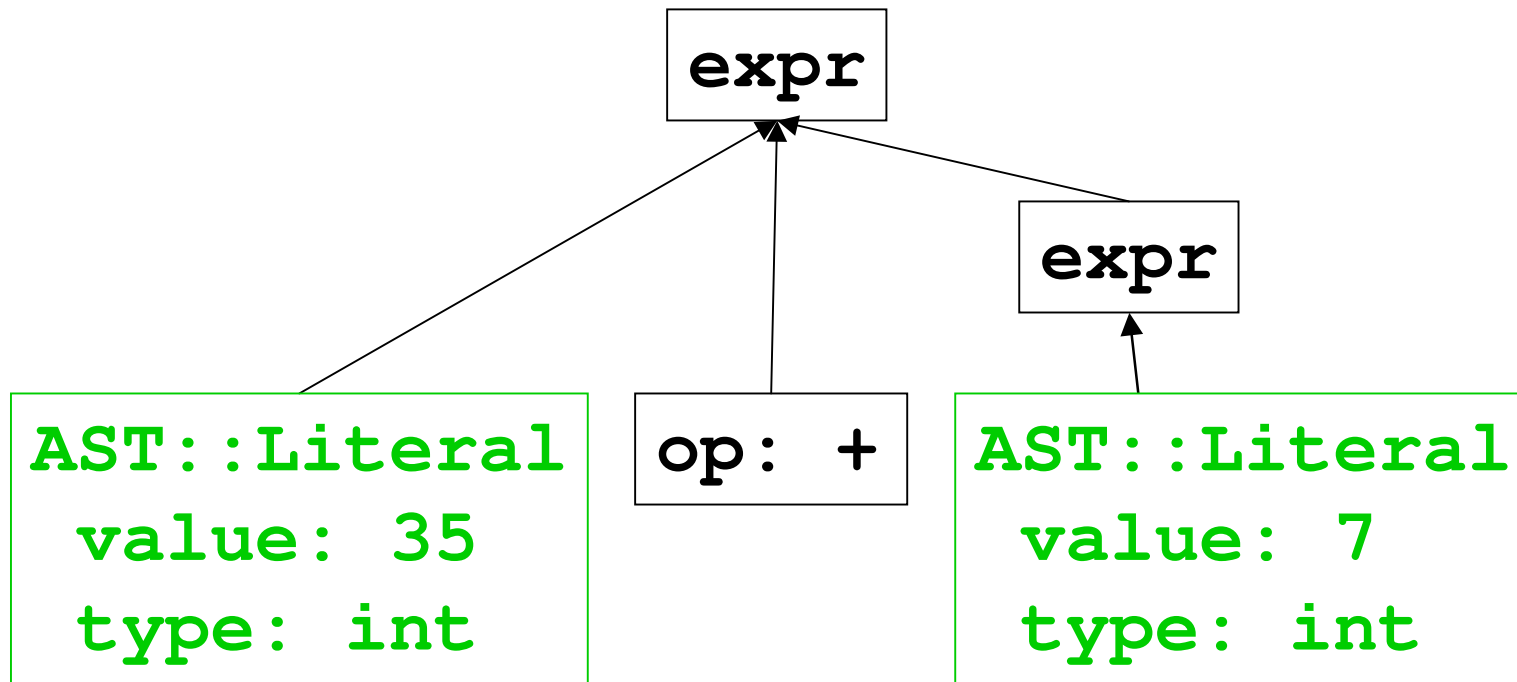 expr
expr
AST::Literal
value: 35
type: int
op: +
AST::Literal
value: 7
type: int